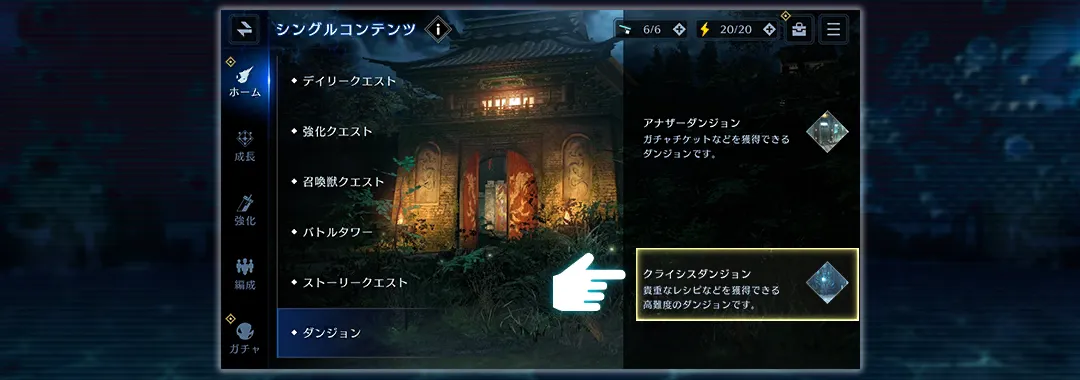 シングルコンテンツ
6/6
20/20
ホーム
成長
強化
編成
ガチャ
デイリークエスト
強化クエスト
召喚獣クエスト
バトルタワー
ストーリークエスト
ダンジョン
アナザーダンジョン
ガチャチケットなどを獲得できる
ダンジョンです。
クライシスダンジョン
貴重なレシピなどを獲得できる
高難度のダンジョンです。